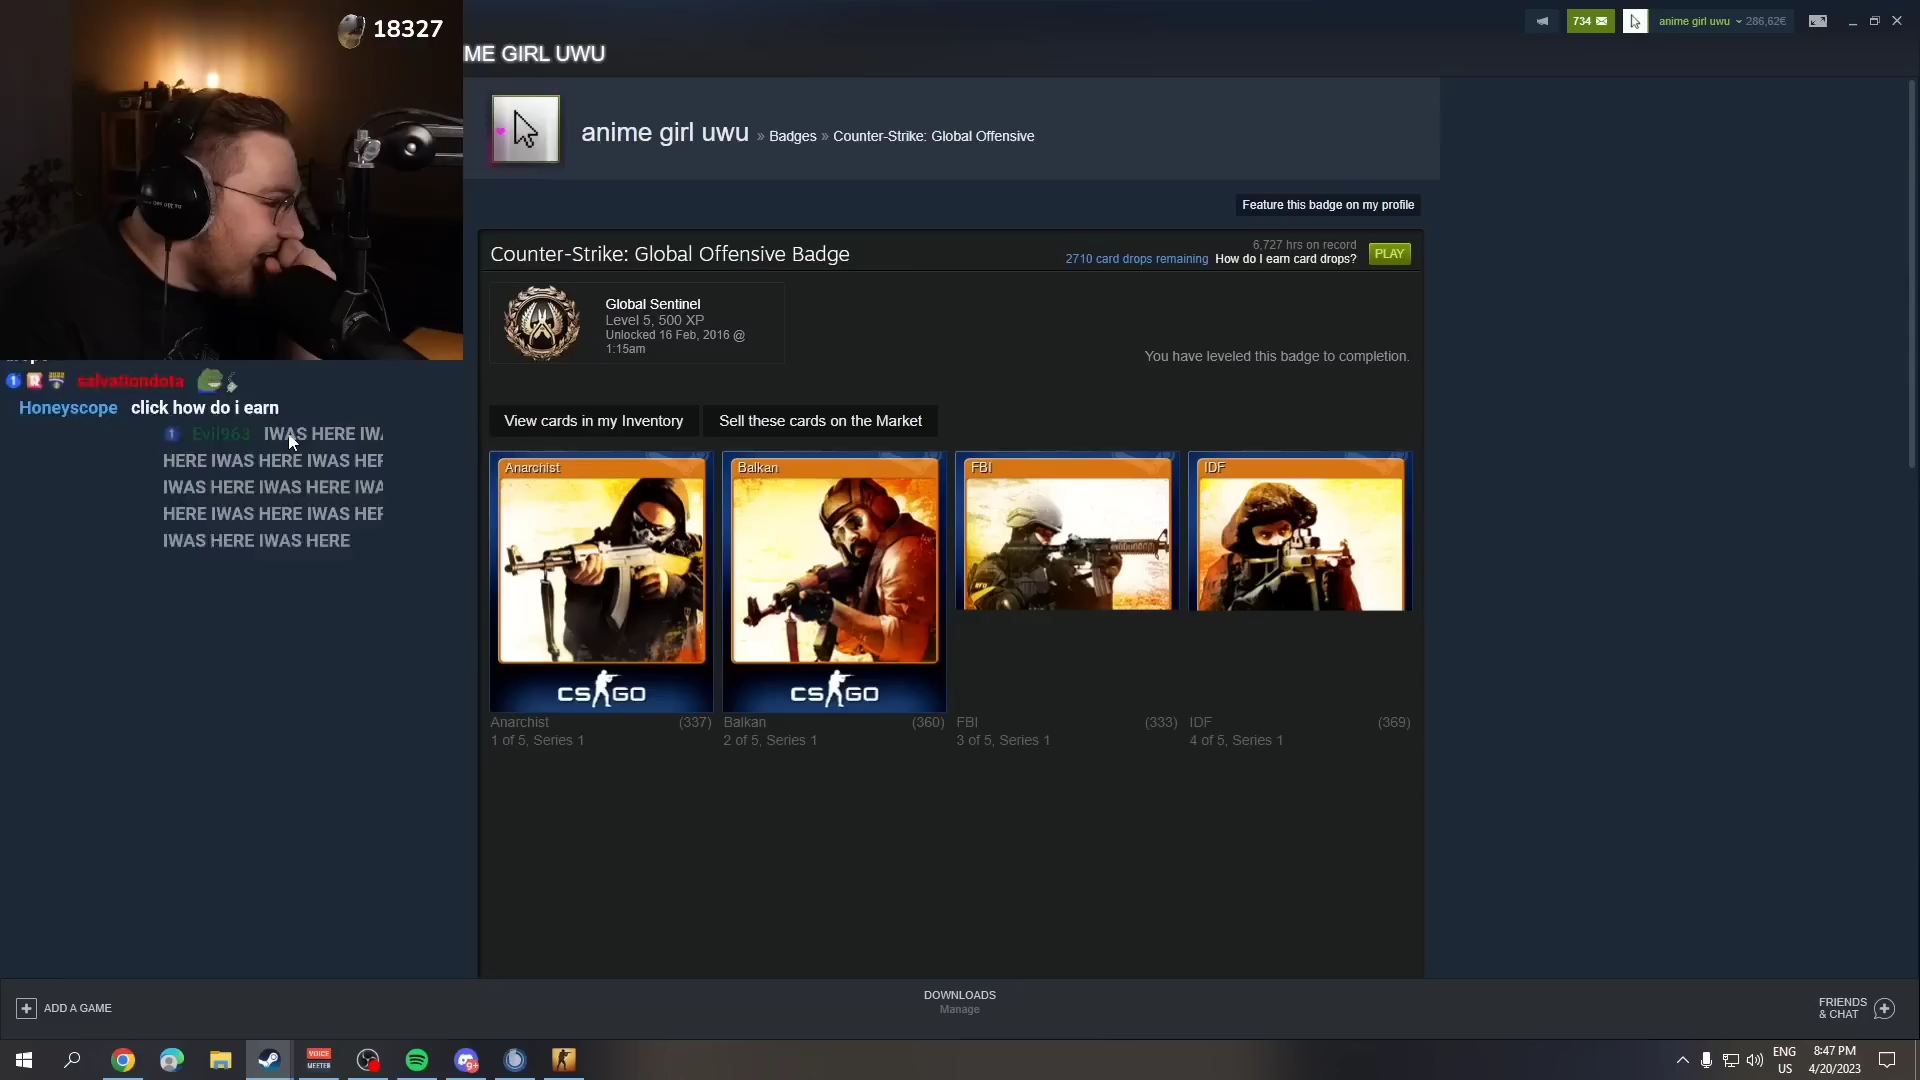 18327
ME GIRL UWU
734
anime girl uwu
286,62€
anime girl uwu » Badges » Counter-Strike: Global Offensive
Feature this badge on my profile
Counter-Strike: Global Offensive Badge
6,727 hrs on record
2710 card drops remaining How do I earn card drops?
PLAY
Global Sentinel
Level 5, 500 XP
Unlocked 16 Feb, 2016 @
1:15am
You have leveled this badge to completion.
salvationdota
Honeyscope click how do i earn
Evil963 IWAS HERE IWA
HERE IWAS HERE IWAS HER
IWAS HERE IWAS HERE IWA
HERE IWAS HERE IWAS HER
IWAS HERE IWAS HERE
View cards in my Inventory
Sell these cards on the Market
Anarchist
Balkan
FBI
IDF
CS GO
CS GO
Anarchist (337)
1 of 5, Series 1
Balkan (360)
2 of 5, Series 1
FBI (333)
3 of 5, Series 1
IDF (369)
4 of 5, Series 1
ADD A GAME
DOWNLOADS
Manage
FRIENDS
& CHAT
VOICE
MEETER
9+
ENG
US
8:47 PM
4/20/2023